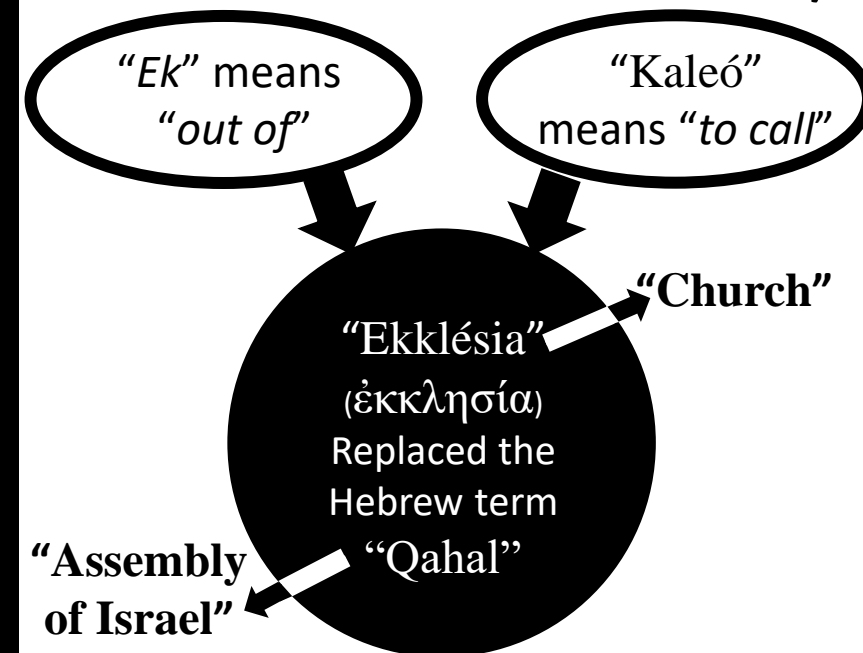 “Ek” means
“out of”
“Kaleó”
means “to call”
“Church”
“Ekklésia”
(ἐκκλησία)
Replaced the
Hebrew term
“Qahal”
“Assembly
of Israel”